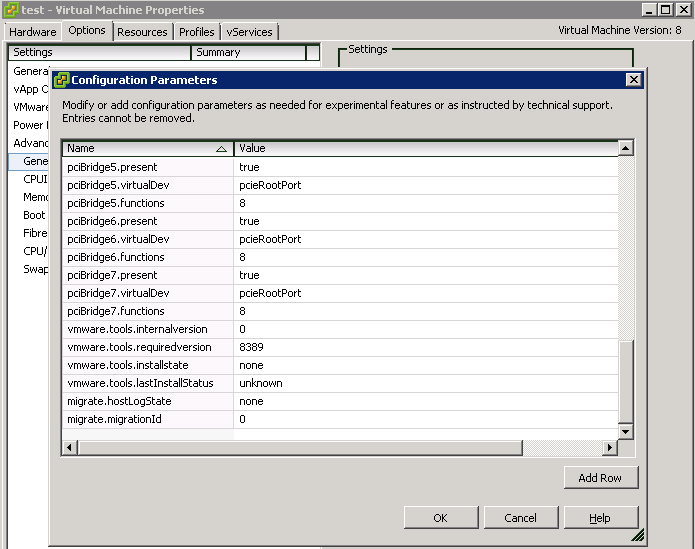 test - Virtual Machine Properties
Hardware Options Resources Profiles vServices Virtual Machine Version: 8
Settings Summary Settings
General
vApp O
VMware
Power
Advanc
Gene
CPUI
Memo
Boot
Fibre
CPU/
Swap
Configuration Parameters
Modify or add configuration parameters as needed for experimental features or as instructed by technical support.
Entries cannot be removed.
Name Value
pciBridge5.present true
pciBridge5.virtualDev pcieRootPort
pciBridge5.functions 8
pciBridge6.present true
pciBridge6.virtualDev pcieRootPort
pciBridge6.functions 8
pciBridge7.present true
pciBridge7.virtualDev pcieRootPort
pciBridge7.functions 8
vmware.tools.internalversion 0
vmware.tools.requiredversion 8389
vmware.tools.installstate none
vmware.tools.lastInstallStatus unknown
migrate.hostLogState none
migrate.migrationId 0
Add Row
OK Cancel Help